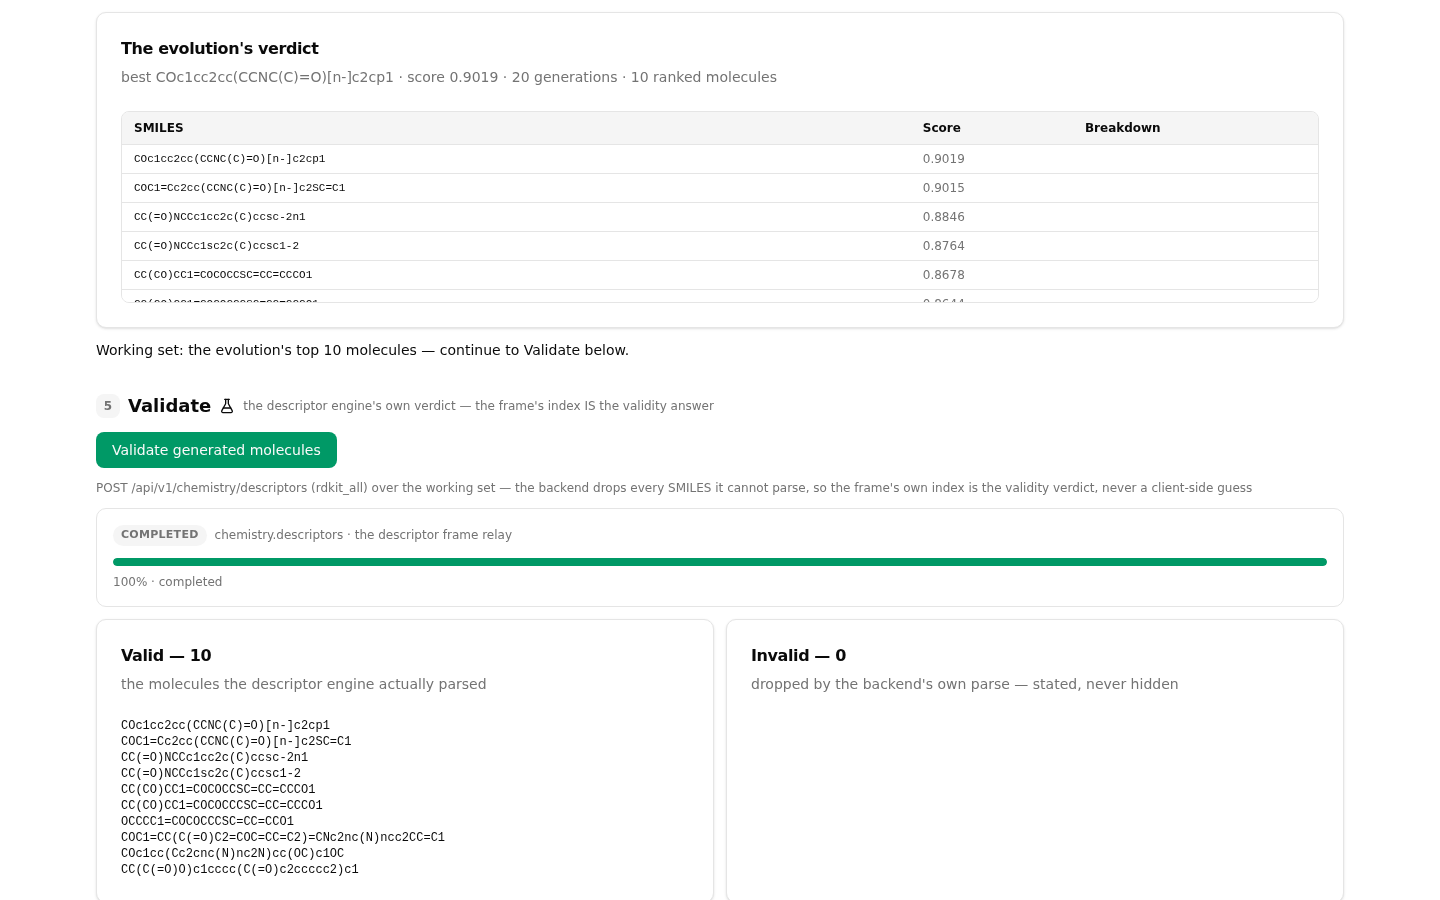 The evolution's verdict
best COc1cc2cc(CCNC(C)=O)[n-]c2cp1 · score 0.9019 · 20 generations · 10 ranked molecules
SMILES Score Breakdown
COc1cc2cc(CCNC(C)=O)[n-]c2cp1 0.9019
COC1=Cc2cc(CCNC(C)=O)[n-]c2SC=C1 0.9015
CC(=O)NCCc1cc2c(C)ccsc-2n1 0.8846
CC(=O)NCCc1sc2c(C)ccsc1-2 0.8764
CC(CO)CC1=COCOCCSC=CC=CCCO1 0.8678
CC(CO)CC1=COCOCCCSC=CC=CCCO1 0.8644
Working set: the evolution's top 10 molecules — continue to Validate below.
5 Validate the descriptor engine's own verdict — the frame's index IS the validity answer
Validate generated molecules
POST /api/v1/chemistry/descriptors (rdkit_all) over the working set — the backend drops every SMILES it cannot parse, so the frame's own index is the validity verdict, never a client-side guess
COMPLETED chemistry.descriptors · the descriptor frame relay
100% · completed
Valid — 10
the molecules the descriptor engine actually parsed
COc1cc2cc(CCNC(C)=O)[n-]c2cp1
COC1=Cc2cc(CCNC(C)=O)[n-]c2SC=C1
CC(=O)NCCc1cc2c(C)ccsc-2n1
CC(=O)NCCc1sc2c(C)ccsc1-2
CC(CO)CC1=COCOCCSC=CC=CCCO1
CC(CO)CC1=COCOCCCSC=CC=CCCO1
OCCCC1=COCOCCCSC=CC=CCO1
COC1=CC(C(=O)C2=COC=CC=C2)=CNc2nc(N)ncc2CC=C1
COc1cc(Cc2cnc(N)nc2N)cc(OC)c1OC
CC(C(=O)O)c1cccc(C(=O)c2ccccc2)c1
Invalid — 0
dropped by the backend's own parse — stated, never hidden